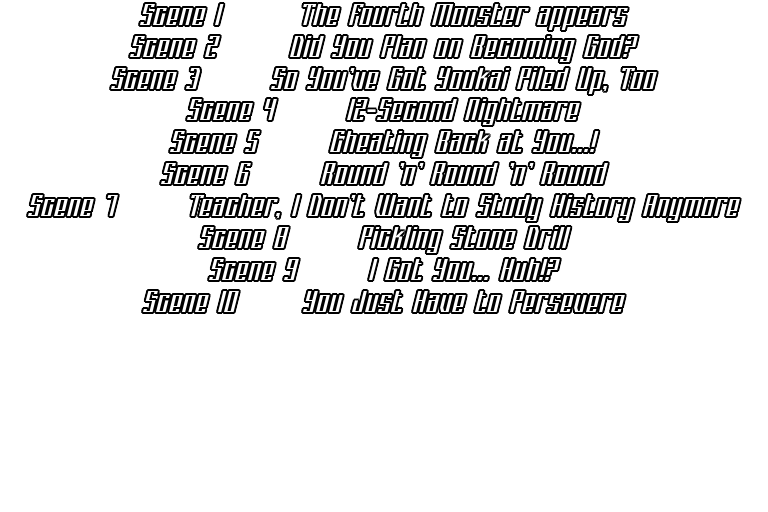 Scene 1 The Fourth Monster appears
Scene 2 Did You Plan on Becoming God?
Scene 3 So You've Got Youkai Piled Up, Too
Scene 4 12-Second Nightmare
Scene 5 Cheating Back at You...!
Scene 6 Round 'n' Round 'n' Round
Scene 7 Teacher, I Don't Want to Study History Anymore
Scene 8 Pickling Stone Drill
Scene 9 I Got You... Huh!?
Scene 10 You Just Have to Persevere